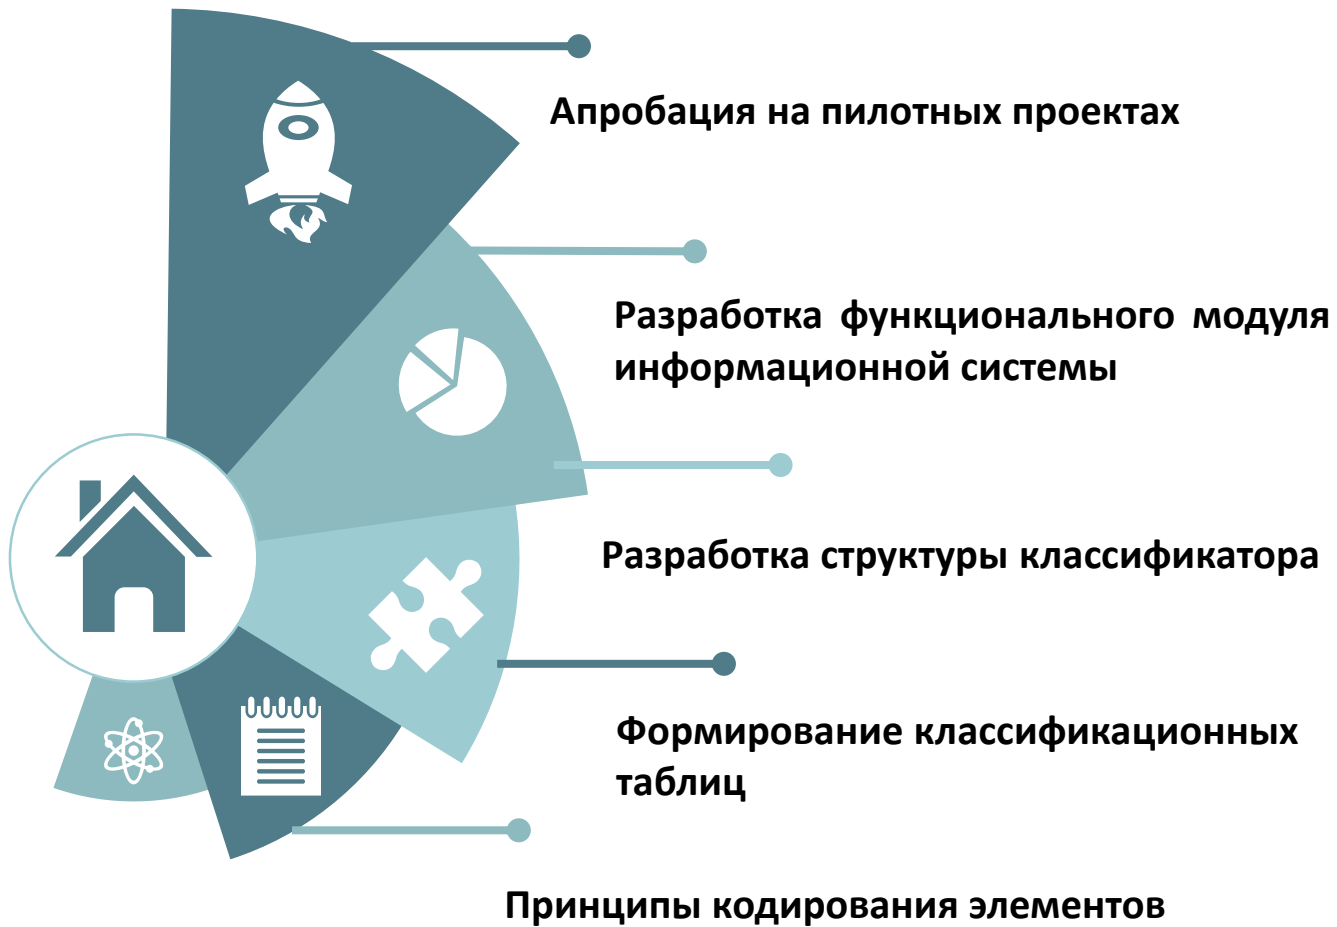 Апробация на пилотных проектах
Разработка функционального модуля
информационной системы
Разработка структуры классификатора
Формирование классификационных
таблиц
Принципы кодирования элементов